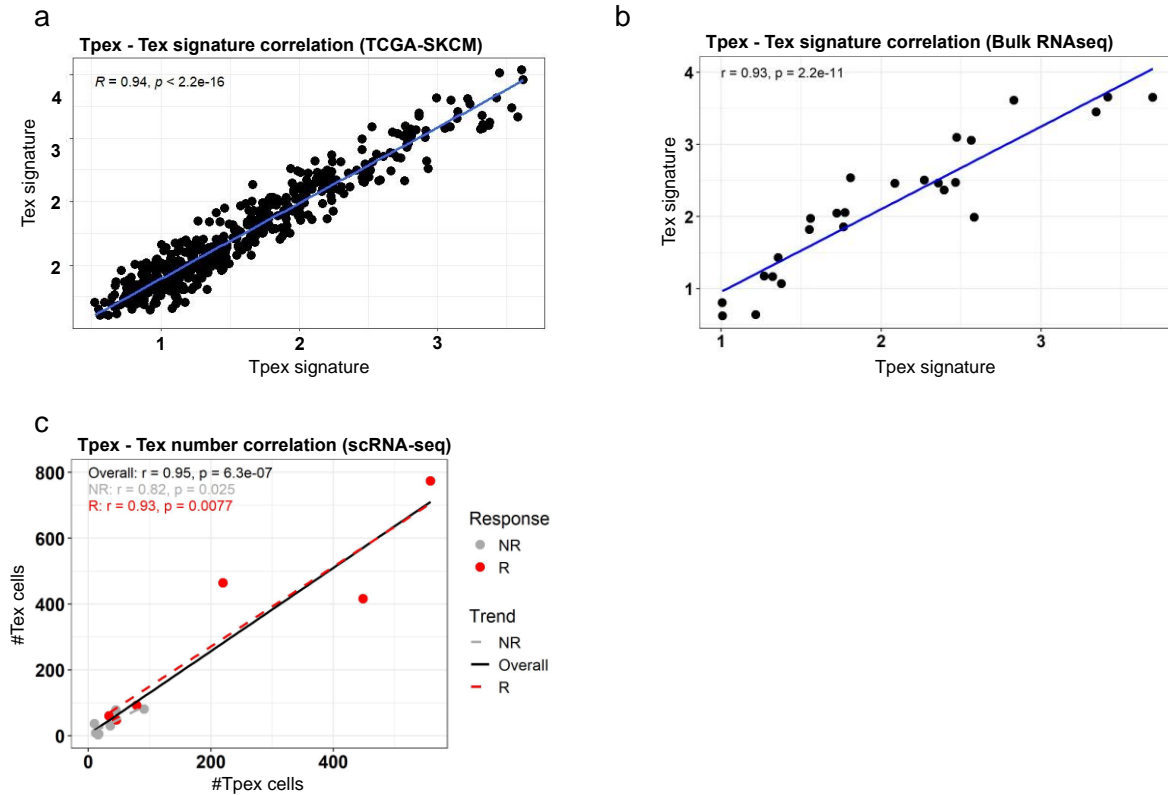 a
Tpex - Tex signature correlation (TCGA-SKCM)
R = 0.94, p < 2.2e-16
4
3
2
2
Tex signature
1 2 3
Tpex signature
b
Tpex - Tex signature correlation (Bulk RNAseq)
r = 0.93, p = 2.2e-11
4
3
2
1
Tex signature
1 2 3
Tpex signature
c
Tpex - Tex number correlation (scRNA-seq)
Overall: r = 0.95, p = 6.3e-07
NR: r = 0.82, p = 0.025
R: r = 0.93, p = 0.0077
800
600
400
200
0
#Tex cells
0 200 400
#Tpex cells
Response
NR
R
Trend
NR
Overall
R